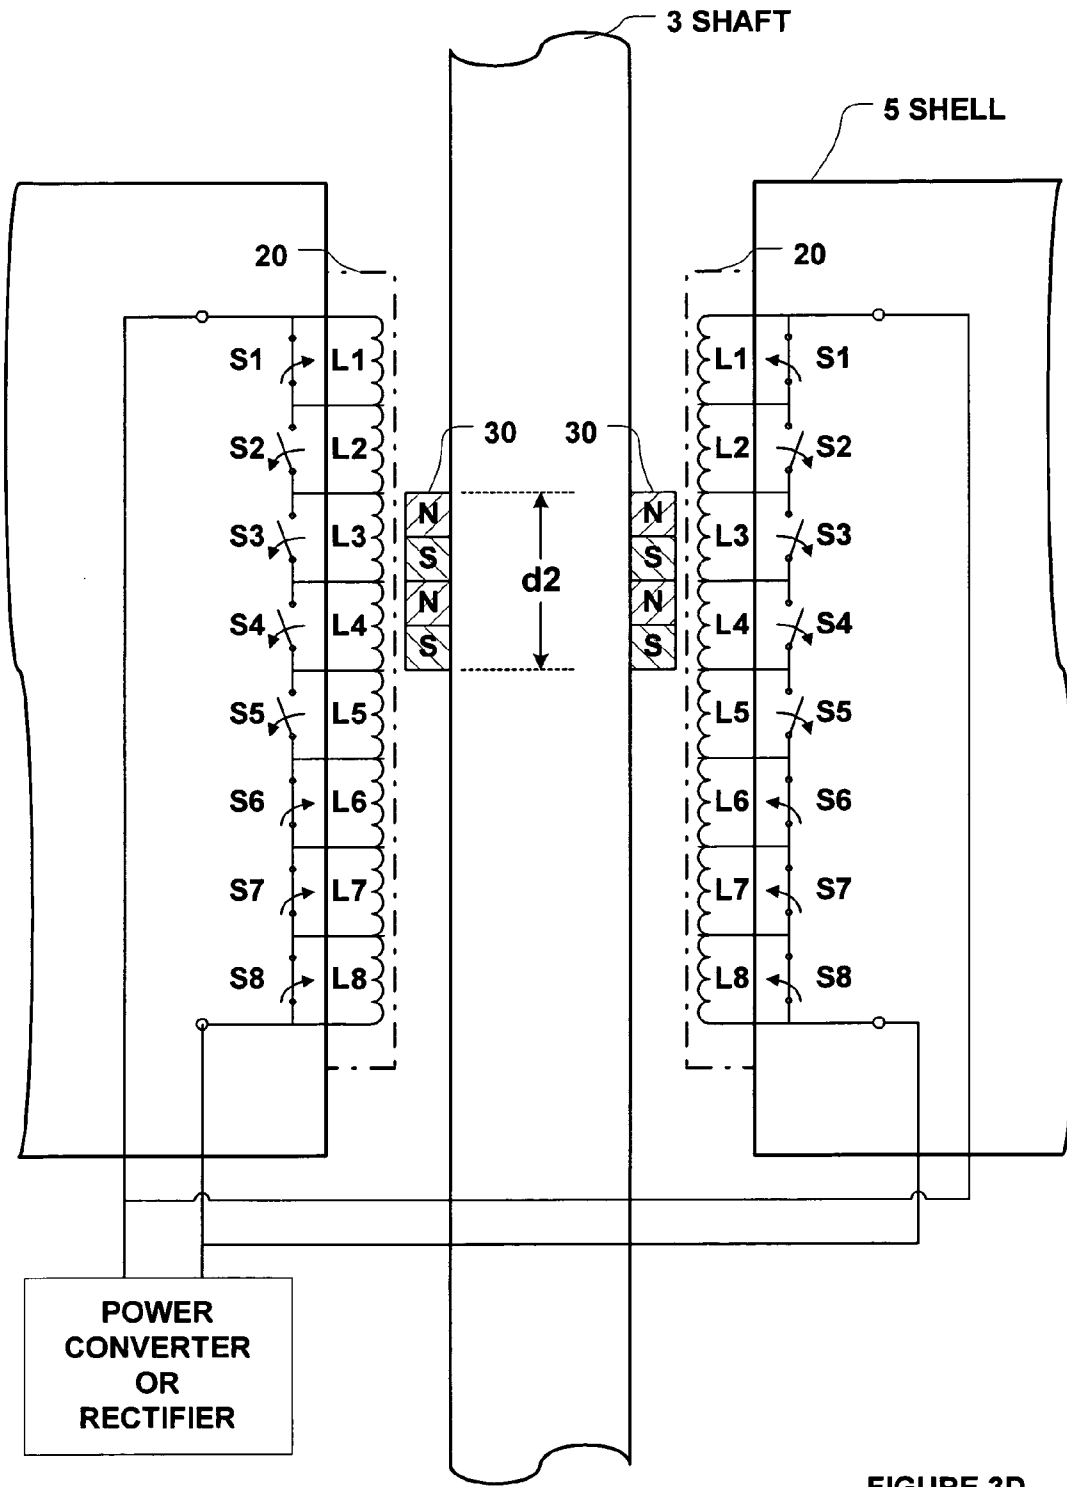 3 SHAFT
5 SHELL
20
20
S1 L1
L1 S1
S2 L2
L2 S2
30
30
N
N
S3 L3
L3 S3
S
S
d2
N
N
S4 L4
L4 S4
S
S
S5 L5
L5 S5
S6 L6
L6 S6
S7 L7
L7 S7
S8 L8
L8 S8
POWER
CONVERTER
OR
RECTIFIER
FIGURE 3D